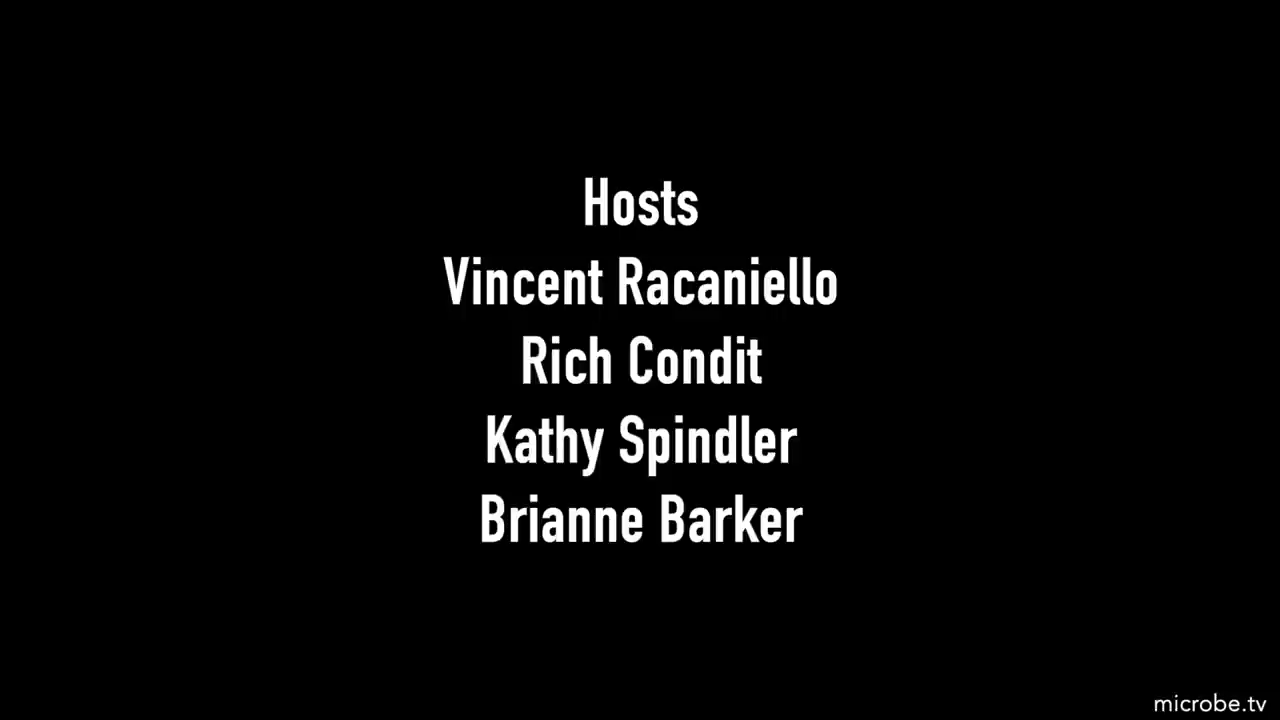 Hosts
Vincent Racaniello
Rich Condit
Kathy Spindler
Brianne Barker
microbe.tv